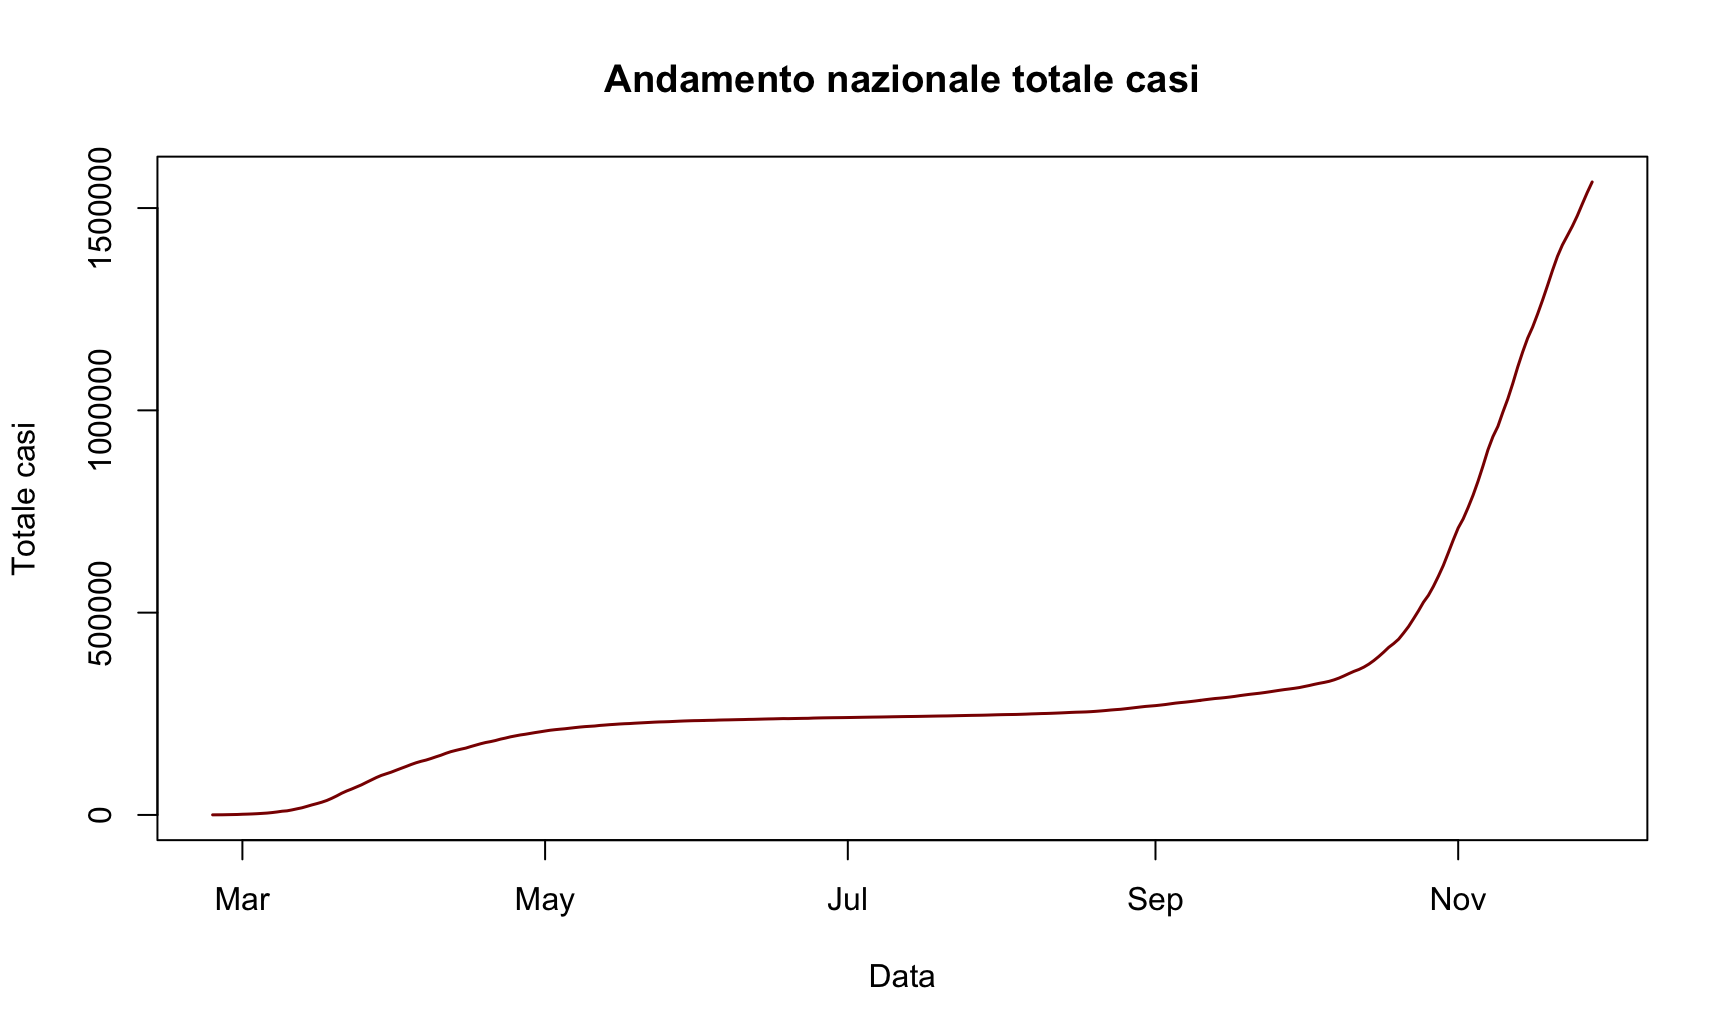 Andamento nazionale totale casi
Totale casi
1500000
1000000
500000
0
Mar May Jul Sep Nov
Data